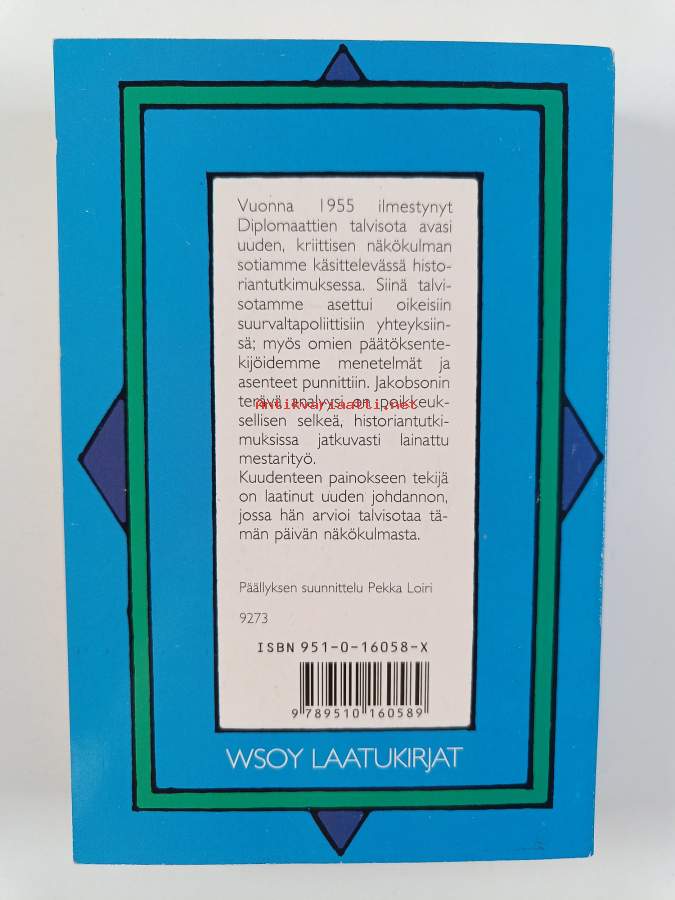 Vuonna 1955 ilmestynyt
Diplomaattien talvisota avasi
uuden, kriittisen näkökulman
sotiamme käsittelevässä histo-
riantutkimuksessa. Siinä talvi-
sotamme asettui oikeisiin
suurvaltapoliittisiin yhteyksiin-
sä; myös omien päätöksente-
kijöidemme menetelmät ja
asenteet punnittiin. Jakobsonin
terävä analyysi on poikkeuk-
Antikvariaatti.net
sellisen selkeä, historiantutki-
muksissa jatkuvasti lainattu
mestarityö.
Kuudenteen painokseen tekijä
on laatinut uuden johdannon,
jossa hän arvioi talvisotaa tä-
män päivän näkökulmasta.
Päällyksen suunnittelu Pekka Loiri
9273
ISBN 951-0-16058-X
9 789510 160589
WSOY LAATUKIRJAT